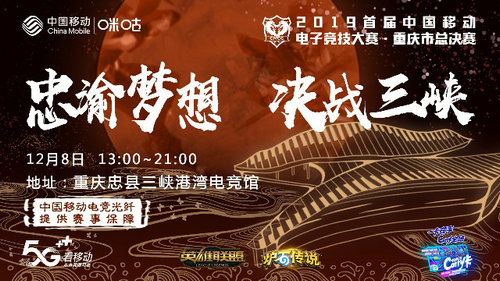 中国移动
China Mobile
咪咕
2019首届中国移动
电子竞技大赛·重庆市总决赛
忠渝梦想 决战三峡
12月8日 13:00~21:00
地址：重庆忠县三峡港湾电竞馆
中国移动电竞光纤
提供赛事保障
5G++
看移动
英雄联盟
炉石传说